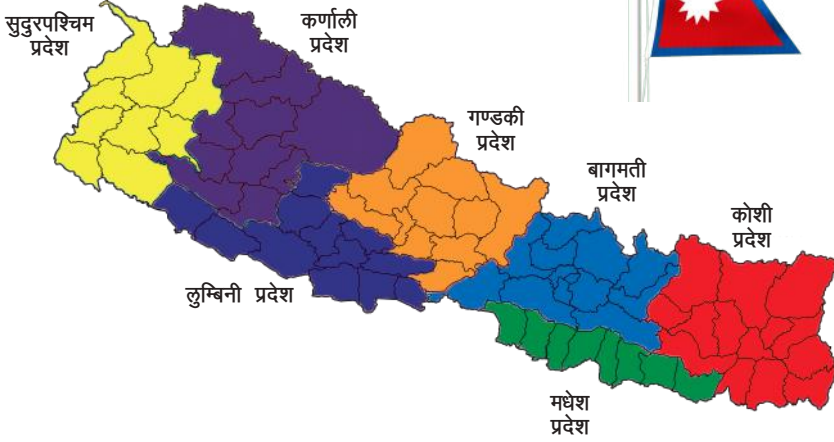 सुदुरपश्चिम
प्रदेश
कर्णाली
प्रदेश
गण्डकी
प्रदेश
बागमती
प्रदेश
कोशी
प्रदेश
लुम्बिनी प्रदेश
मधेश
प्रदेश